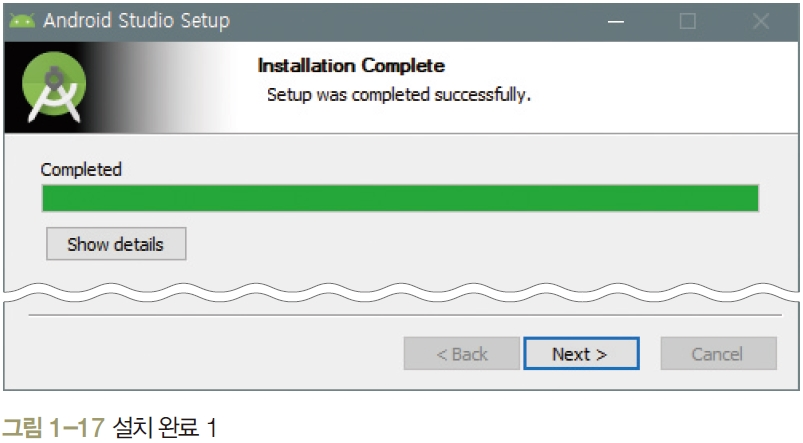 Android Studio Setup
Installation Complete
Setup was completed successfully.
Completed
Show details
< Back
Next >
Cancel
그림 1-17 설치 완료 1